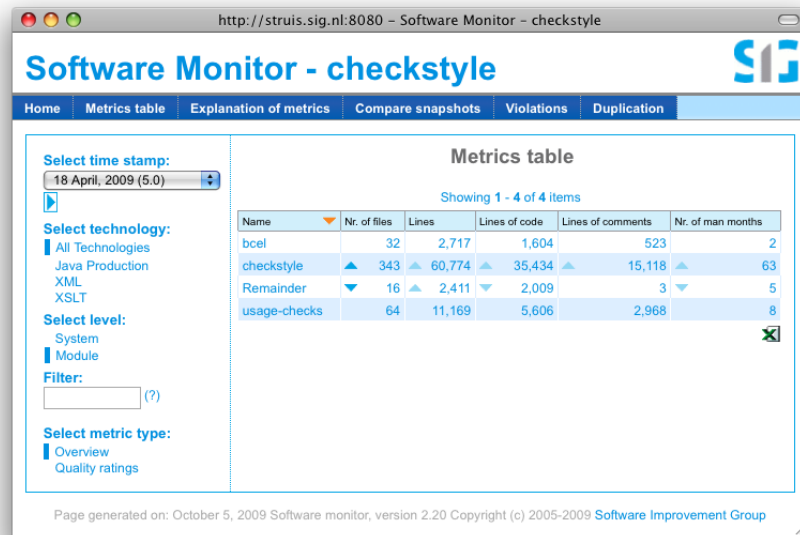 http://struis.sig.nl:8080 – Software Monitor – checkstyle
Software Monitor - checkstyle
SIG
Home Metrics table Explanation of metrics Compare snapshots Violations Duplication
Select time stamp:
18 April, 2009 (5.0)
Select technology:
All Technologies
Java Production
XML
XSLT
Select level:
System
Module
Filter:
(?)
Select metric type:
Overview
Quality ratings
Metrics table
Showing 1 - 4 of 4 items
Name Nr. of files Lines Lines of code Lines of comments Nr. of man months
bcel 32 2,717 1,604 523 2
checkstyle 343 60,774 35,434 15,118 63
Remainder 16 2,411 2,009 3 5
usage-checks 64 11,169 5,606 2,968 8
Page generated on: October 5, 2009 Software monitor, version 2.20 Copyright (c) 2005-2009 Software Improvement Group